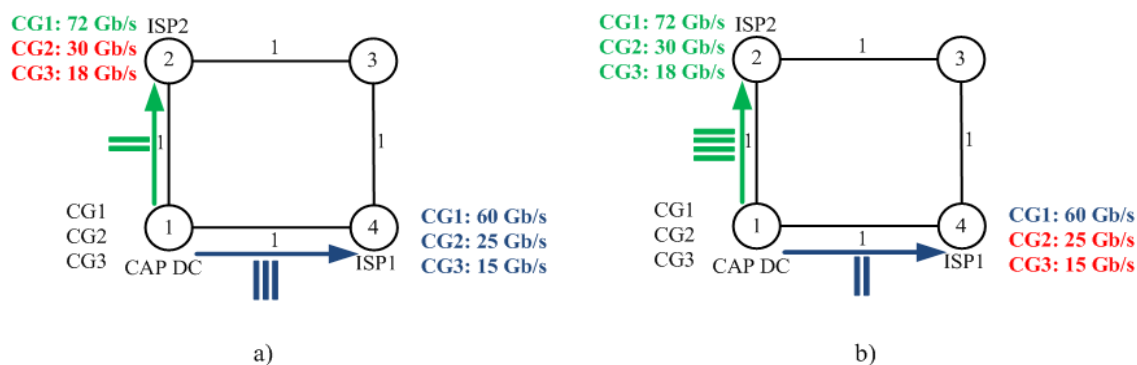 CG1: 72 Gb/s
CG2: 30 Gb/s
CG3: 18 Gb/s
ISP2
2
1
3
1
1
CG1
CG2
CG3
1
CAP DC
1
4
ISP1
CG1: 60 Gb/s
CG2: 25 Gb/s
CG3: 15 Gb/s
a)
CG1: 72 Gb/s
CG2: 30 Gb/s
CG3: 18 Gb/s
ISP2
2
1
3
1
1
CG1
CG2
CG3
1
CAP DC
1
4
ISP1
CG1: 60 Gb/s
CG2: 25 Gb/s
CG3: 15 Gb/s
b)